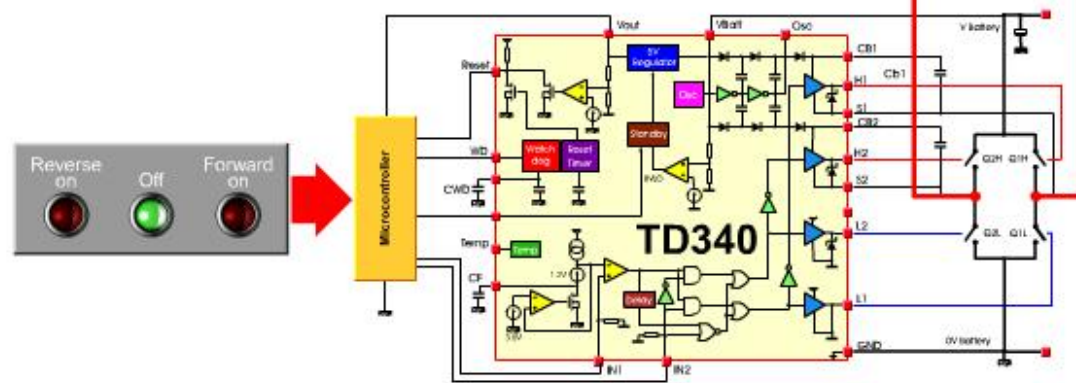 Reverse on
Off
Forward on
Microcontroller
Reset
WD
CWD
Temp
CF
Vout
VBatt
Osc
5V Regulator
Osc
Standby
Watch dog
Reset Timer
UVLO
Temp
1.2V
Delay
TD340
IN1
IN2
CB1
H1
S1
CB2
H2
S2
L2
L1
GND
Cb1
V Battery
Q2H
Q1H
Q2L
Q1L
0V Battery